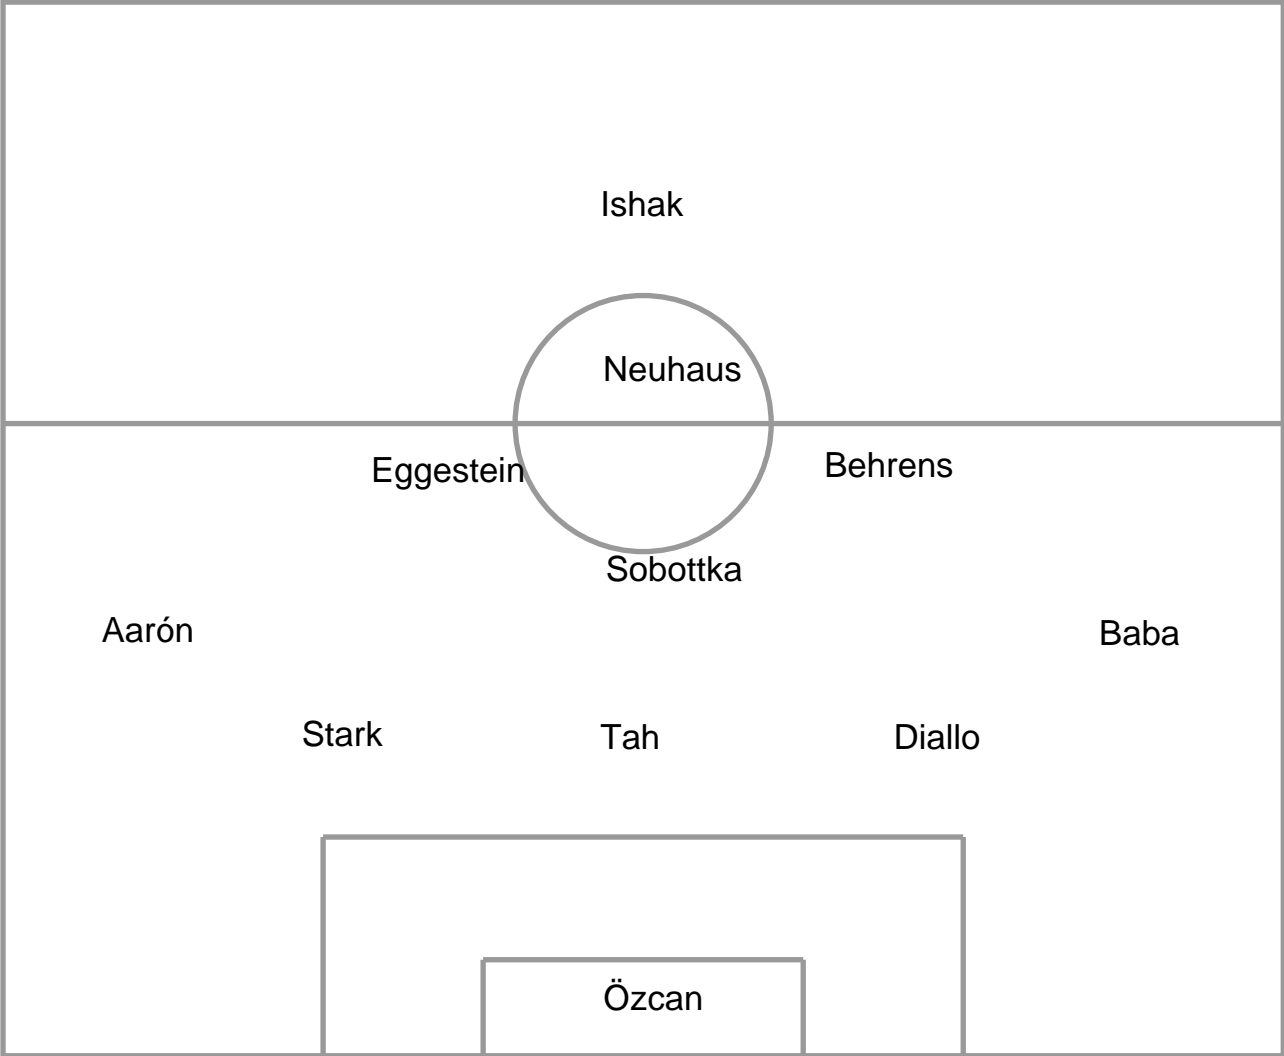 Ishak
Neuhaus
Eggestein
Behrens
Sobottka
Aarón
Baba
Stark
Tah
Diallo
Özcan